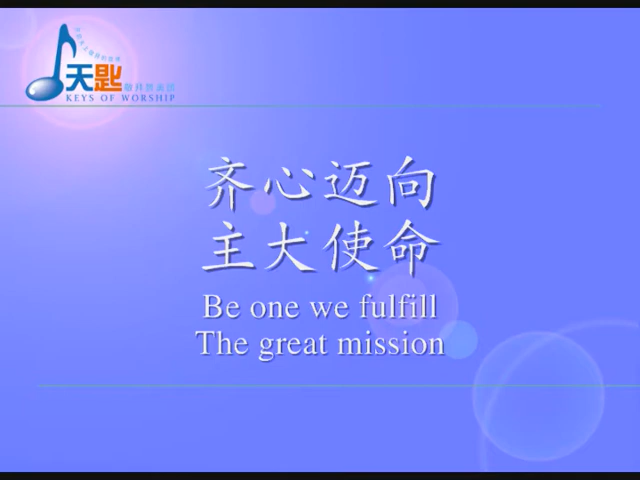 天匙
KEYS OF WORSHIP
齐心迈向
主大使命
Be one we fulfill
The great mission